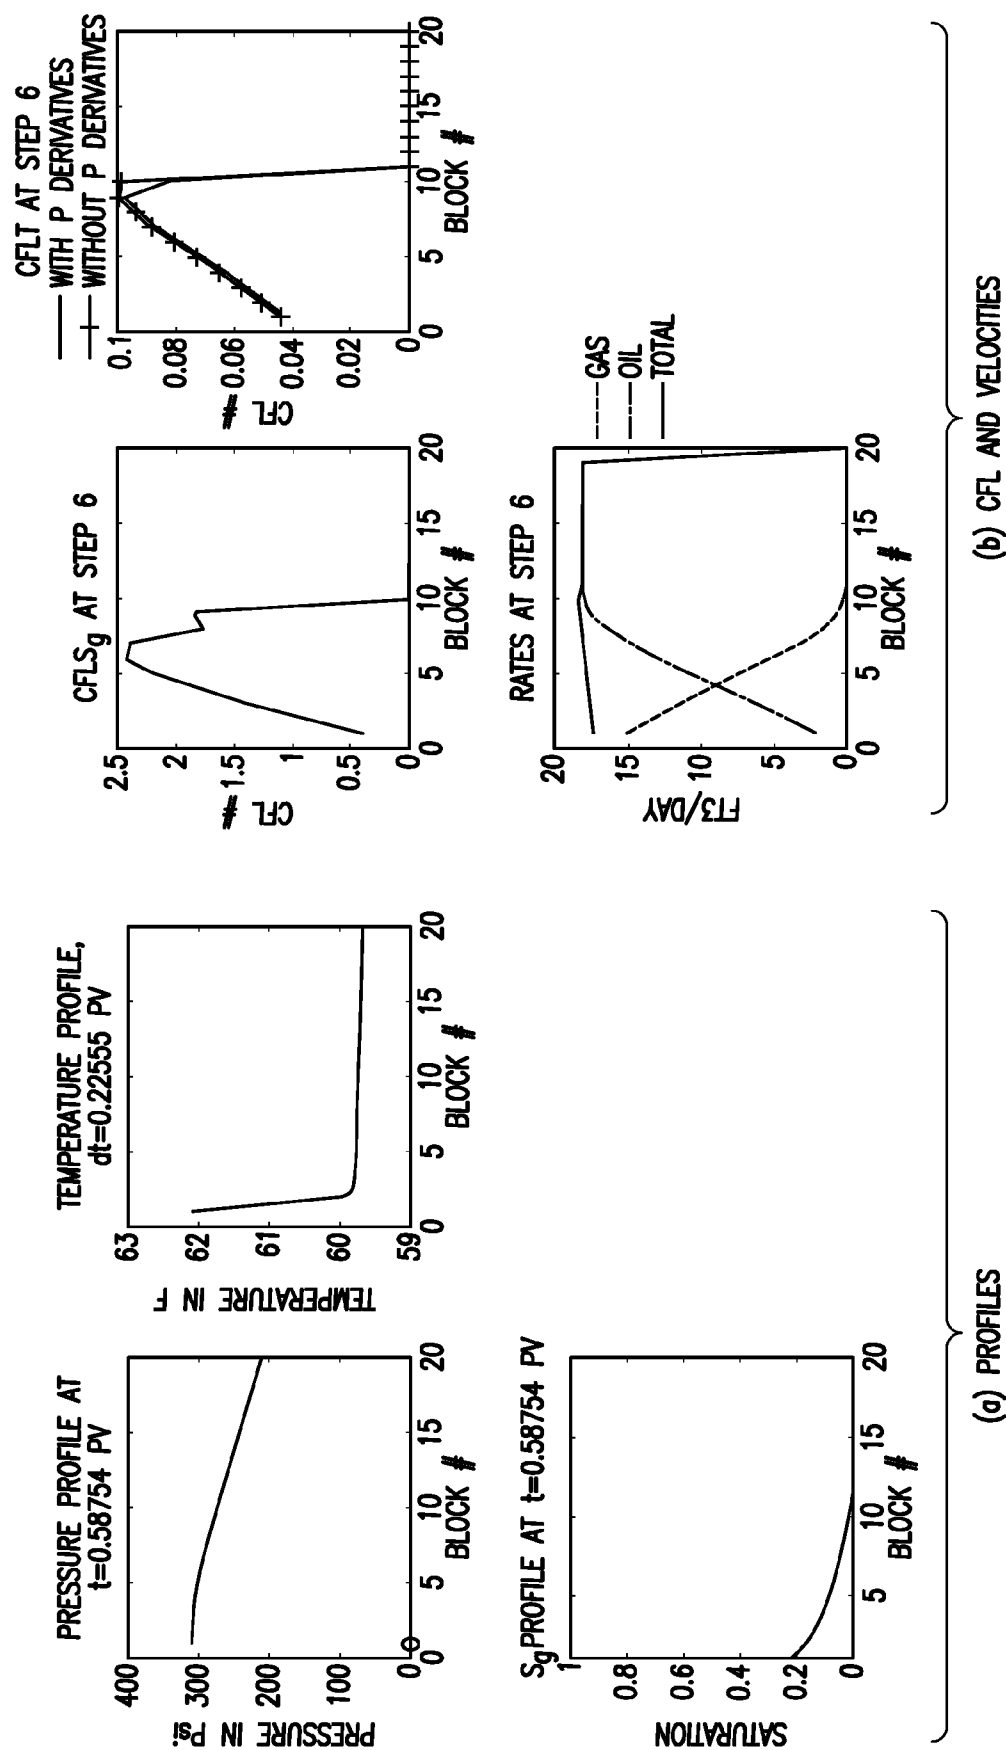 PRESSURE PROFILE AT
t=0.58754 PV
400
300
200
100
0
PRESSURE IN Psi
0
5
10
15
20
BLOCK #
TEMPERATURE PROFILE,
dt=0.22555 PV
63
62
61
60
59
TEMPERATURE IN F
0
5
10
15
20
BLOCK #
SgPROFILE AT t=0.58754 PV
1
0.8
0.6
0.4
0.2
0
SATURATION
0
5
10
15
20
BLOCK #
(a) PROFILES
CFLSg AT STEP 6
2.5
2
1.5
1
0.5
0
CFL #
0
5
10
15
20
BLOCK #
CFLT AT STEP 6
WITH P DERIVATIVES
WITHOUT P DERIVATIVES
0.1
0.08
0.06
0.04
0.02
0
CFL #
0
5
10
15
20
BLOCK #
RATES AT STEP 6
20
15
10
5
0
FT3/DAY
0
5
10
15
20
BLOCK #
GAS
OIL
TOTAL
(b) CFL AND VELOCITIES